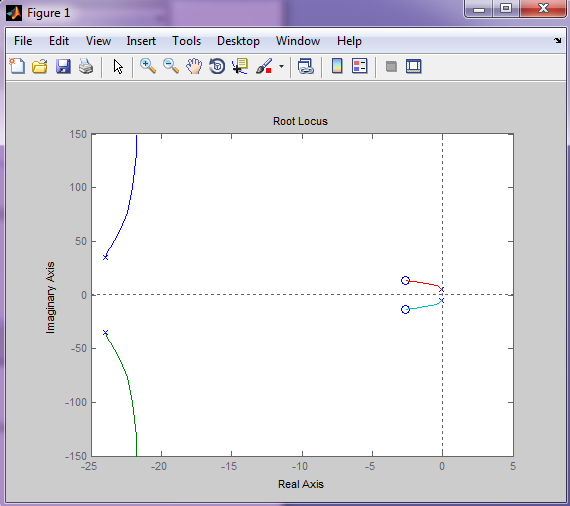 Figure 1
File Edit View Insert Tools Desktop Window Help
Root Locus
150
100
50
0
-50
-100
-150
Imaginary Axis
-25 -20 -15 -10 -5 0 5
Real Axis